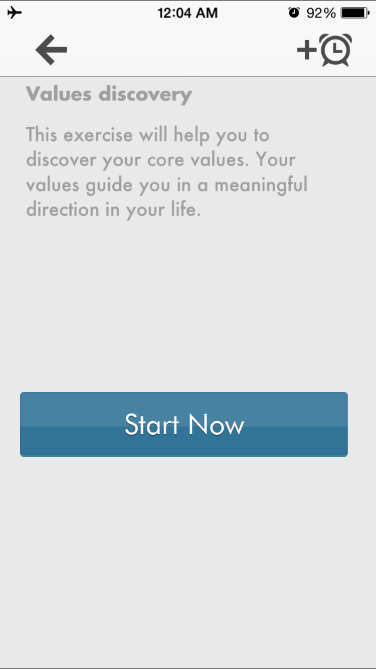 12:04 AM 92%
Values discovery
This exercise will help you to
discover your core values. Your
values guide you in a meaningful
direction in your life.
Start Now